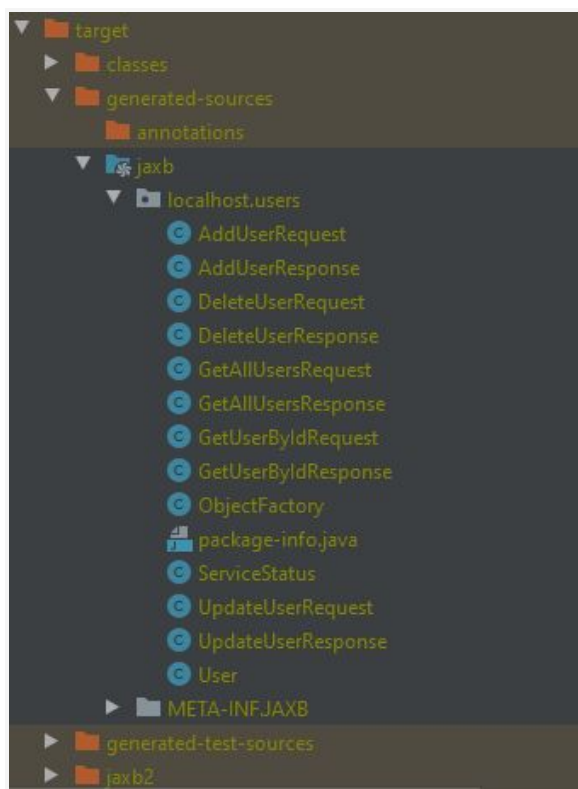 target
classes
generated-sources
annotations
jaxb
localhost.users
AddUserRequest
AddUserResponse
DeleteUserRequest
DeleteUserResponse
GetAllUsersRequest
GetAllUsersResponse
GetUserByIdRequest
GetUserByIdResponse
ObjectFactory
package-info.java
ServiceStatus
UpdateUserRequest
UpdateUserResponse
User
META-INF.JAXB
generated-test-sources
jaxb2